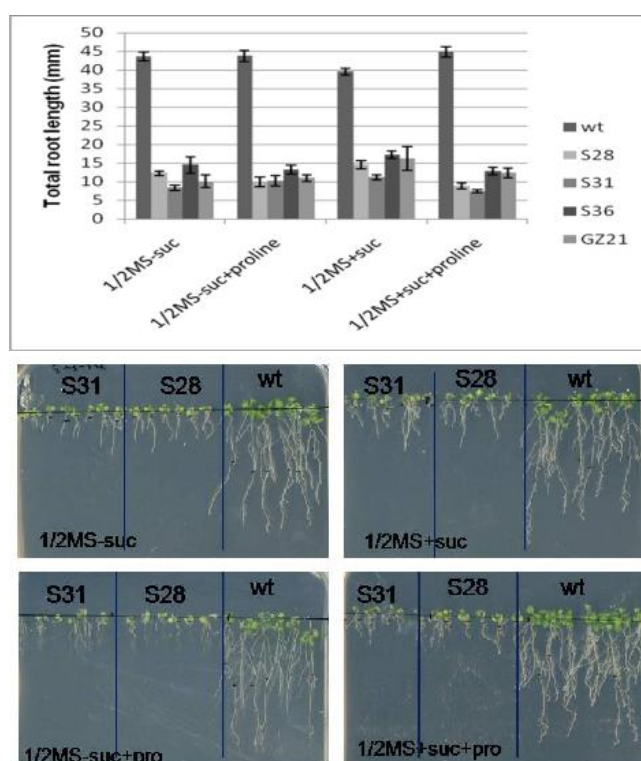 Total root length (mm)
50
45
40
35
30
25
20
15
10
5
0
1/2MS-suc
1/2MS-suc+proline
1/2MS+suc
1/2MS+suc+proline
wt
S28
S31
S36
GZ21
S31 S28 wt
1/2MS-suc
S31 S28 wt
1/2MS+suc
S31 S28 wt
1/2MS-suc+pro
S31 S28 wt
1/2MS+suc+pro